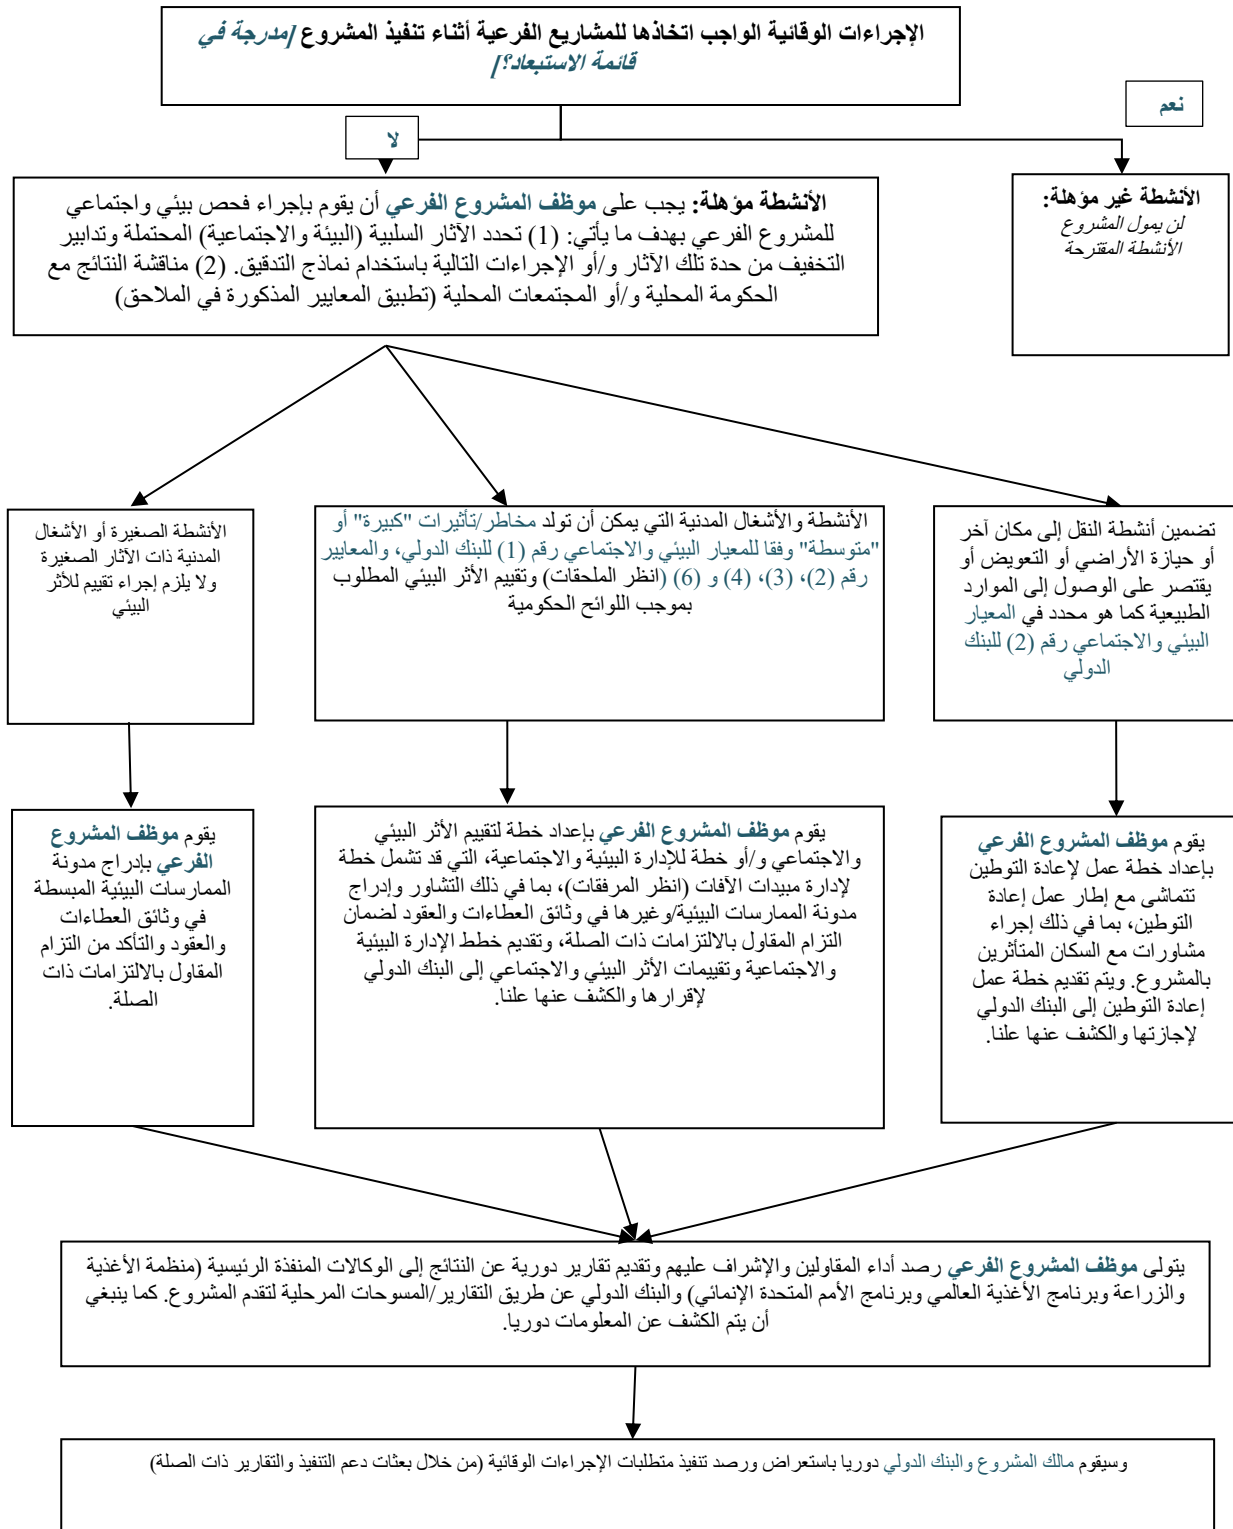 الإجراءات الوقائية الواجب اتخاذها للمشاريع الفرعية أثناء تنفيذ المشروع [مدرجة في
قائمة الاستبعاد؟]
نعم
لا
الأنشطة غير مؤهلة:
لن يمول المشروع
الأنشطة المقترحة
الأنشطة مؤهلة: يجب على موظف المشروع الفرعي أن يقوم بإجراء فحص بيئي واجتماعي
للمشروع الفرعي بهدف ما يأتي: (1) تحدد الآثار السلبية (البيئة والاجتماعية) المحتملة وتدابير
التخفيف من حدة تلك الآثار و/أو الإجراءات التالية باستخدام نماذج التدقيق. (2) مناقشة النتائج مع
الحكومة المحلية و/أو المجتمعات المحلية (تطبيق المعايير المذكورة في الملاحق)
تضمين أنشطة النقل إلى مكان آخر
أو حيازة الأراضي أو التعويض أو
يقتصر على الوصول إلى الموارد
الطبيعية كما هو محدد في المعيار
البيئي والاجتماعي رقم (2) للبنك
الدولي
الأنشطة والأشغال المدنية التي يمكن أن تولد مخاطر/تأثيرات "كبيرة" أو
"متوسطة" وفقا للمعيار البيئي والاجتماعي رقم (1) للبنك الدولي، والمعايير
رقم (2)، (3)، (4) و (6) (انظر الملحقات) وتقييم الأثر البيئي المطلوب
بموجب اللوائح الحكومية
الأنشطة الصغيرة أو الأشغال
المدنية ذات الآثار الصغيرة
ولا يلزم إجراء تقييم للأثر
البيئي
يقوم موظف المشروع الفرعي
بإعداد خطة عمل لإعادة التوطين
تتماشى مع إطار عمل إعادة
التوطين، بما في ذلك إجراء
مشاورات مع السكان المتأثرين
بالمشروع. ويتم تقديم خطة عمل
إعادة التوطين إلى البنك الدولي
لإجازتها والكشف عنها علنا.
يقوم موظف المشروع الفرعي بإعداد خطة لتقييم الأثر البيئي
والاجتماعي و/أو خطة للإدارة البيئية والاجتماعية، التي قد تشمل خطة
لإدارة مبيدات الآفات (انظر المرفقات)، بما في ذلك التشاور وإدراج
مدونة الممارسات البيئية/وغيرها في وثائق العطاءات والعقود لضمان
التزام المقاول بالالتزامات ذات الصلة، وتقديم خطط الإدارة البيئية
والاجتماعية وتقييمات الأثر البيئي والاجتماعي إلى البنك الدولي
لإقرارها والكشف عنها علنا.
يقوم موظف المشروع
الفرعي بإدراج مدونة
الممارسات البيئية المبسطة
في وثائق العطاءات
والعقود والتأكد من التزام
المقاول بالالتزامات ذات
الصلة.
يتولى موظف المشروع الفرعي رصد أداء المقاولين والإشراف عليهم وتقديم تقارير دورية عن النتائج إلى الوكالات المنفذة الرئيسية (منظمة الأغذية
والزراعة وبرنامج الأغذية العالمي وبرنامج الأمم المتحدة الإنمائي) والبنك الدولي عن طريق التقارير/المسوحات المرحلية لتقدم المشروع. كما ينبغي
أن يتم الكشف عن المعلومات دوريا.
وسيقوم مالك المشروع والبنك الدولي دوريا باستعراض ورصد تنفيذ متطلبات الإجراءات الوقائية (من خلال بعثات دعم التنفيذ والتقارير ذات الصلة)